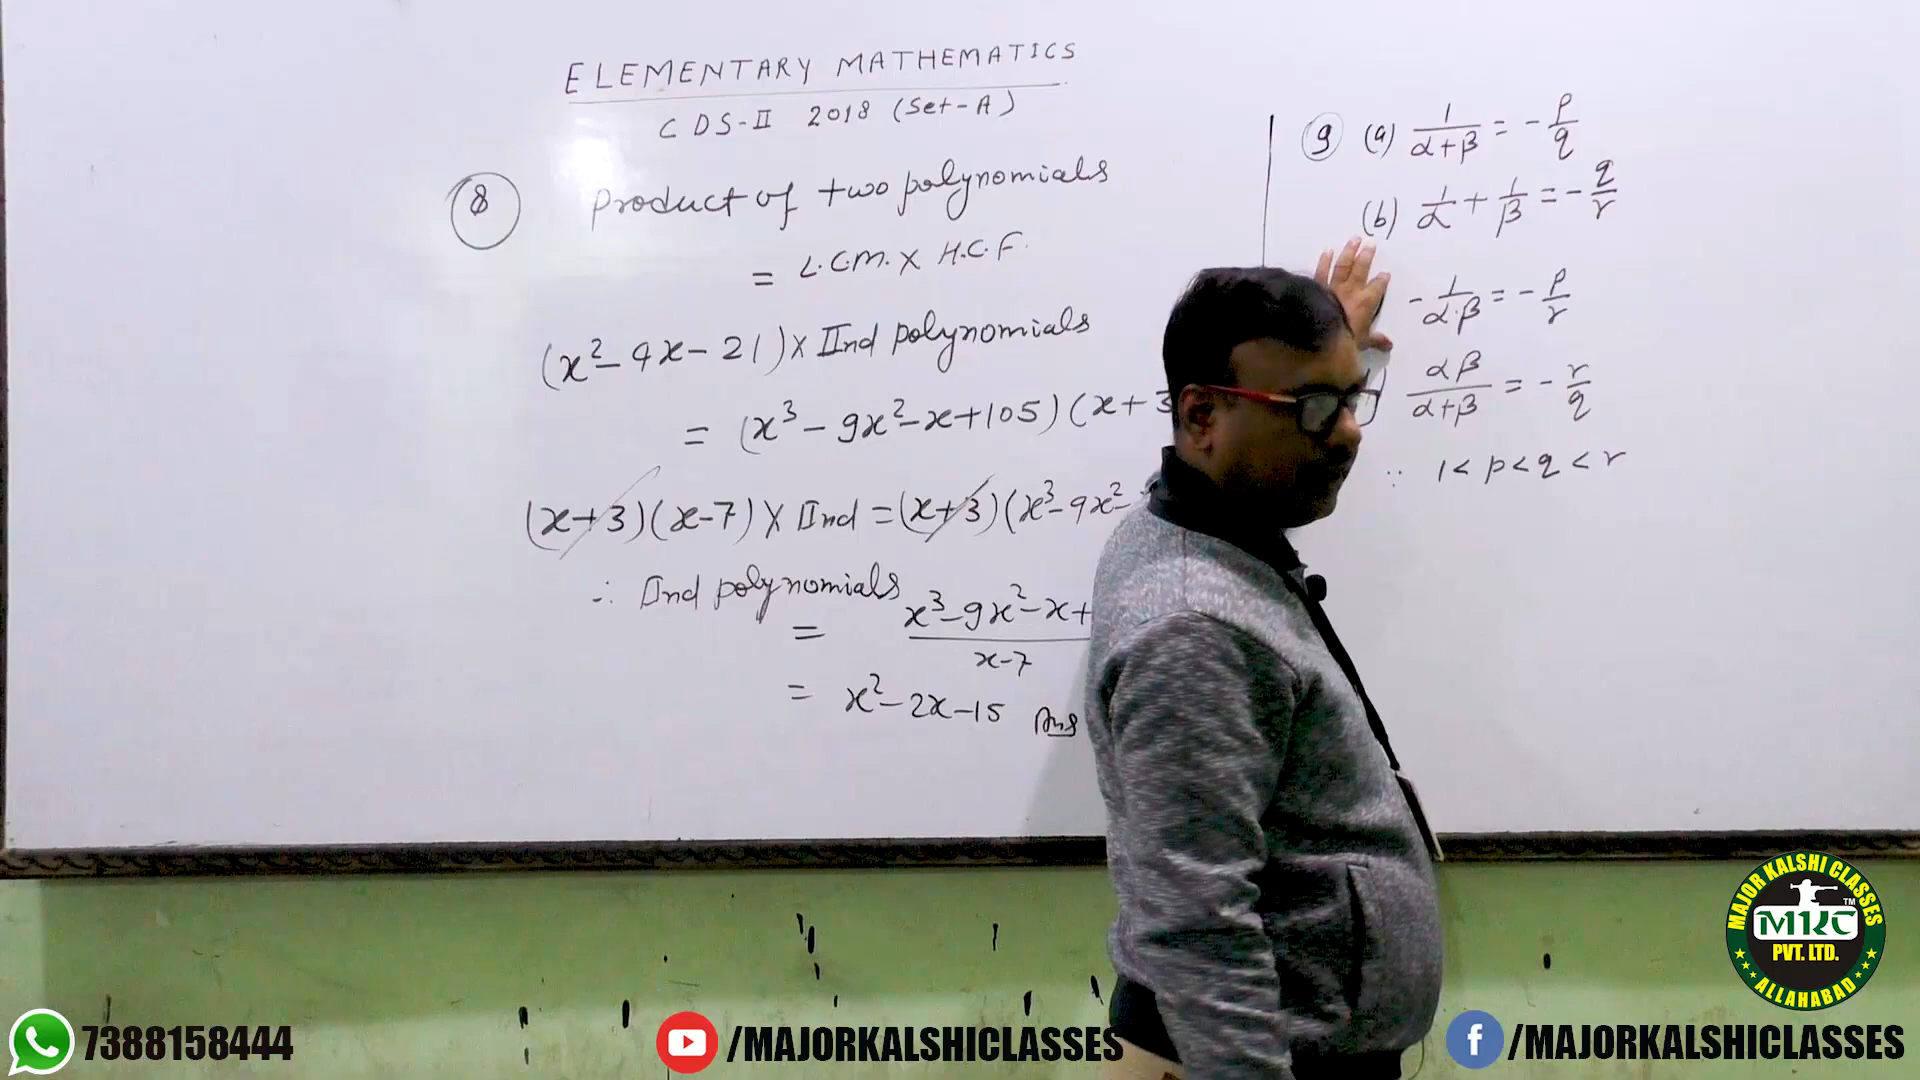 ELEMENTARY MATHEMATICS
CDS-II 2018 (Set-A)
8 product of two polynomials
= L.C.M. X H.C.F.
(x² - 4x - 21) X IInd polynomials
= (x³ - 9x² - x + 105) (x + 3
(x+3) (x-7) X IInd = (x+3) (x³ - 9x² -
∴ IInd polynomials
= x³ - 9x² - x +
x-7
= x² - 2x - 15 Ans
9 (a) 1/(α+β) = - p/q
(b) 1/α + 1/β = - q/r
- 1/(α.β) = - p/r
αβ/(α+β) = - r/q
∵ 1 < p < q < r
MAJOR KALSHI CLASSES
MKC TM
PVT. LTD.
ALLAHABAD
7388158444
/MAJORKALSHICLASSES
/MAJORKALSHICLASSES